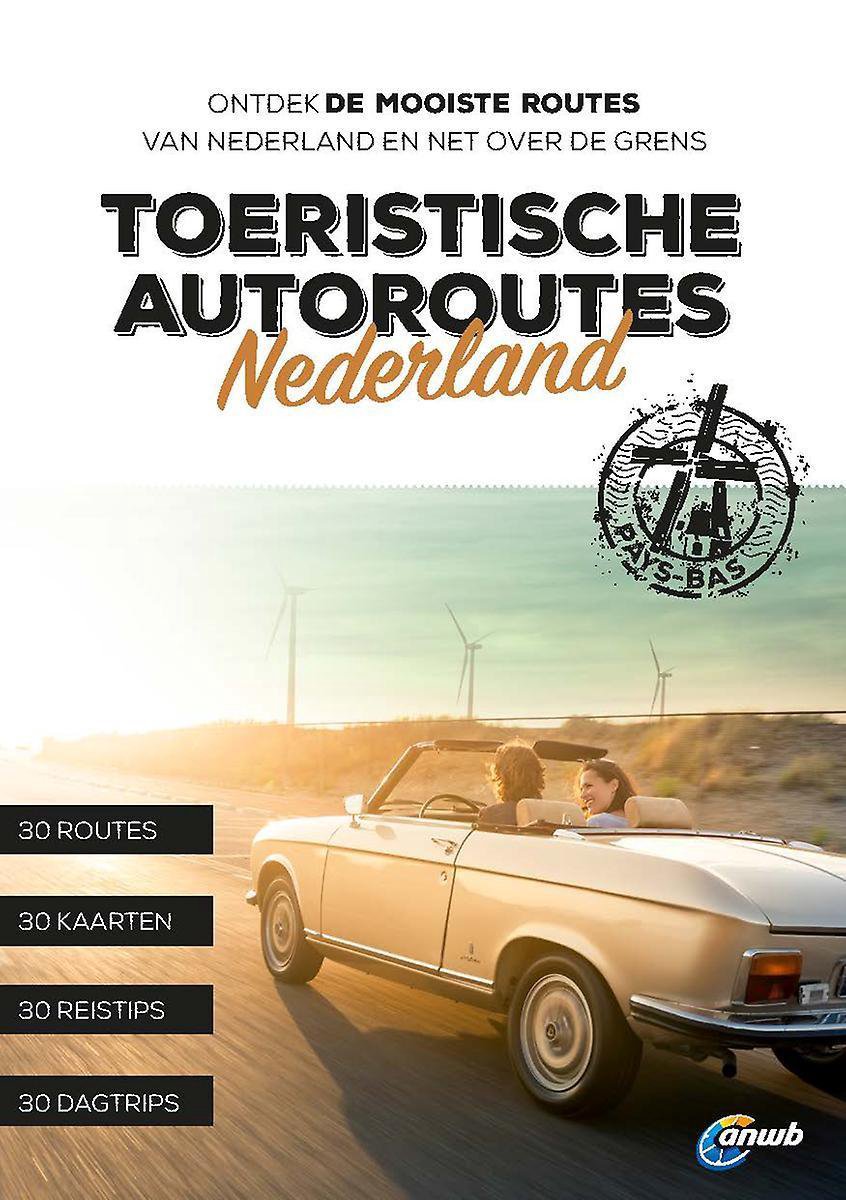 ONTDEK DE MOOISTE ROUTES
VAN NEDERLAND EN NET OVER DE GRENS
TOERISTISCHE
AUTOROUTES
Nederland
PAYS-BAS
30 ROUTES
30 KAARTEN
30 REISTIPS
30 DAGTRIPS
anwb